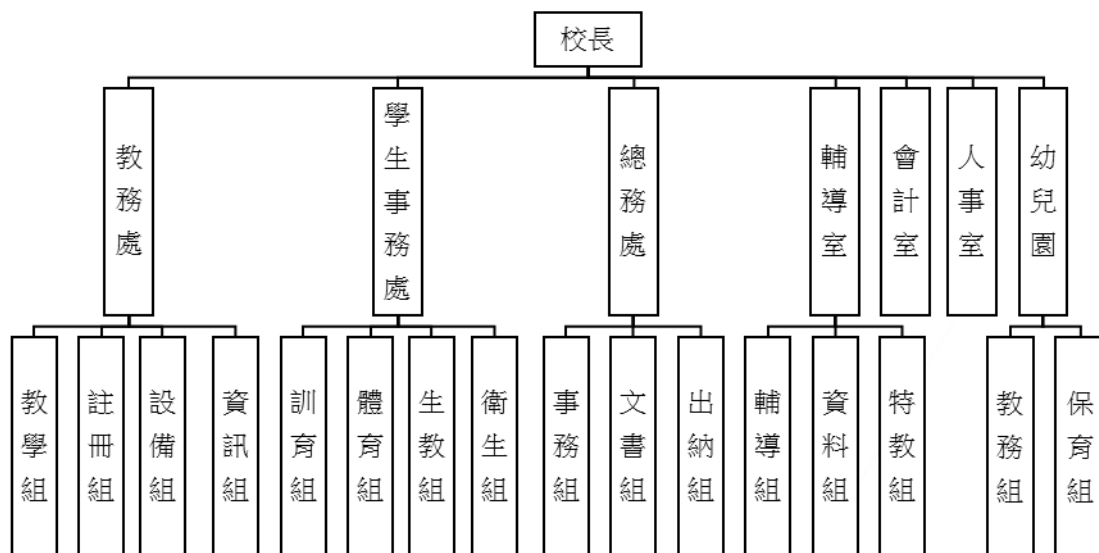 校長
教務處
學生事務處
總務處
輔導室
會計室
人事室
幼兒園
教學組
註冊組
設備組
資訊組
訓育組
體育組
生教組
衛生組
事務組
文書組
出納組
輔導組
資料組
特教組
教務組
保育組